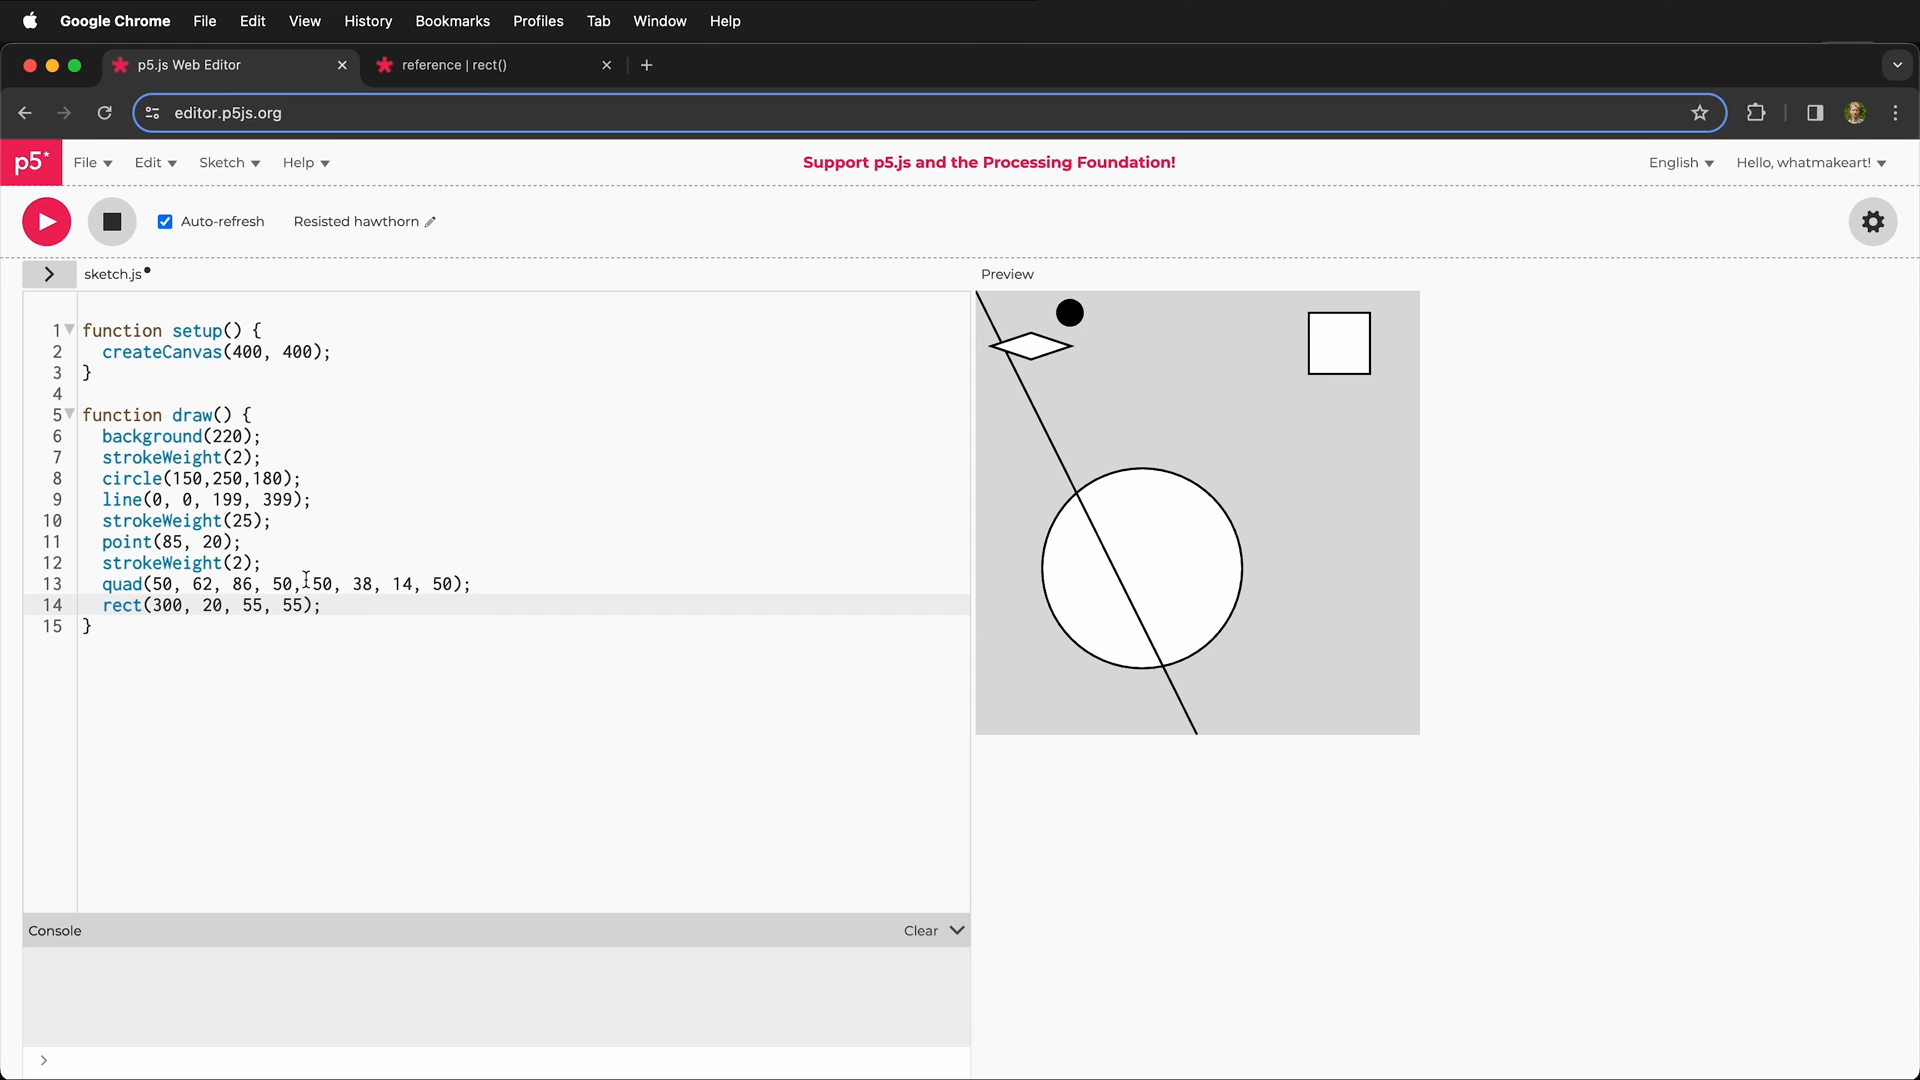 Google Chrome File Edit View History Bookmarks Profiles Tab Window Help
p5.js Web Editor reference | rect()
editor.p5js.org
p5* File Edit Sketch Help Support p5.js and the Processing Foundation! English Hello, whatmakeart!
Auto-refresh Resisted hawthorn
sketch.js Preview
1 function setup() {
2 createCanvas(400, 400);
3 }
4
5 function draw() {
6 background(220);
7 strokeWeight(2);
8 circle(150,250,180);
9 line(0, 0, 199, 399);
10 strokeWeight(25);
11 point(85, 20);
12 strokeWeight(2);
13 quad(50, 62, 86, 50, 50, 38, 14, 50);
14 rect(300, 20, 55, 55);
15 }
Console Clear
>